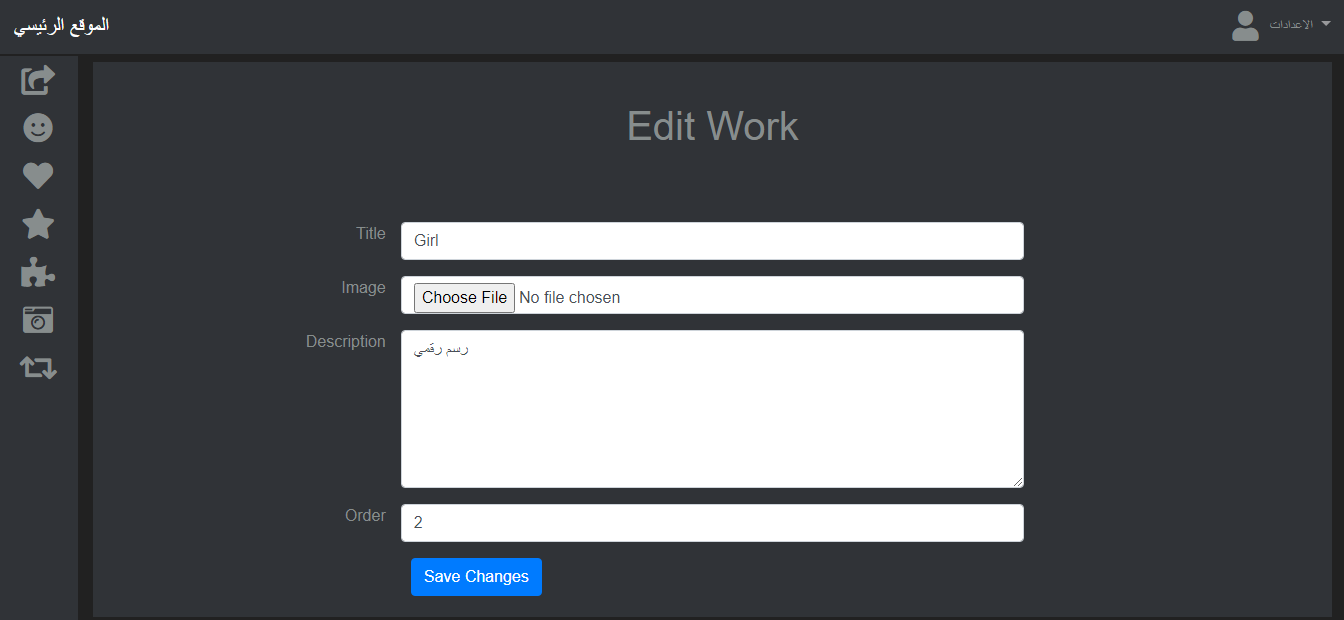 الموقع الرئيسي
الاعدادات
Edit Work
Title
Girl
Image
Choose File No file chosen
Description
رسم رقمي
Order
2
Save Changes